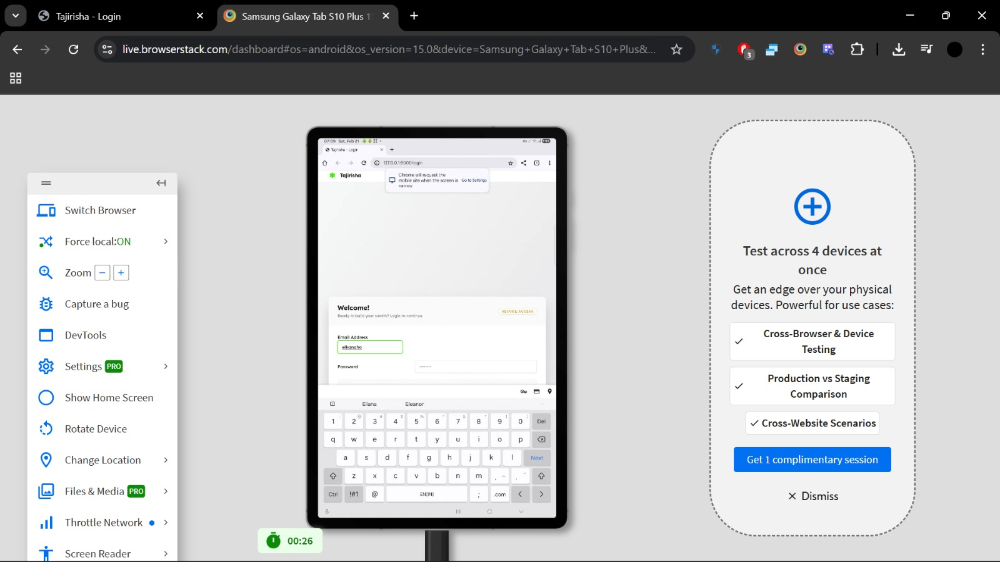 Tajirisha - Login
Samsung Galaxy Tab S10 Plus 1
live.browserstack.com/dashboard#os=android&os_version=15.0&device=Samsung+Galaxy+Tab+S10+Plus&...
3
Switch Browser
Force local:ON
Zoom
Capture a bug
DevTools
Settings PRO
Show Home Screen
Rotate Device
Change Location
Files & Media PRO
Throttle Network
Screen Reader
07:09 Sat, Feb 21
Tajirisha - Login
127.0.0.1:5000/login
Tajirisha
Chrome will request the
mobile site when the screen is
narrow
Go to Settings
Welcome!
Ready to build your wealth? Login to continue.
SECURE ACCESS
Email Address
elkanaha
Password
Eliana Eleanor
1 2 3 4 5 6 7 8 9 0 Del
q w e r t y u i o p
a s d f g h j k l Next
z x c v b n m
Ctrl !#1 @ EN(IN) ; .com < >
00:26
Test across 4 devices at
once
Get an edge over your physical
devices. Powerful for use cases:
Cross-Browser & Device
Testing
Production vs Staging
Comparison
Cross-Website Scenarios
Get 1 complimentary session
Dismiss